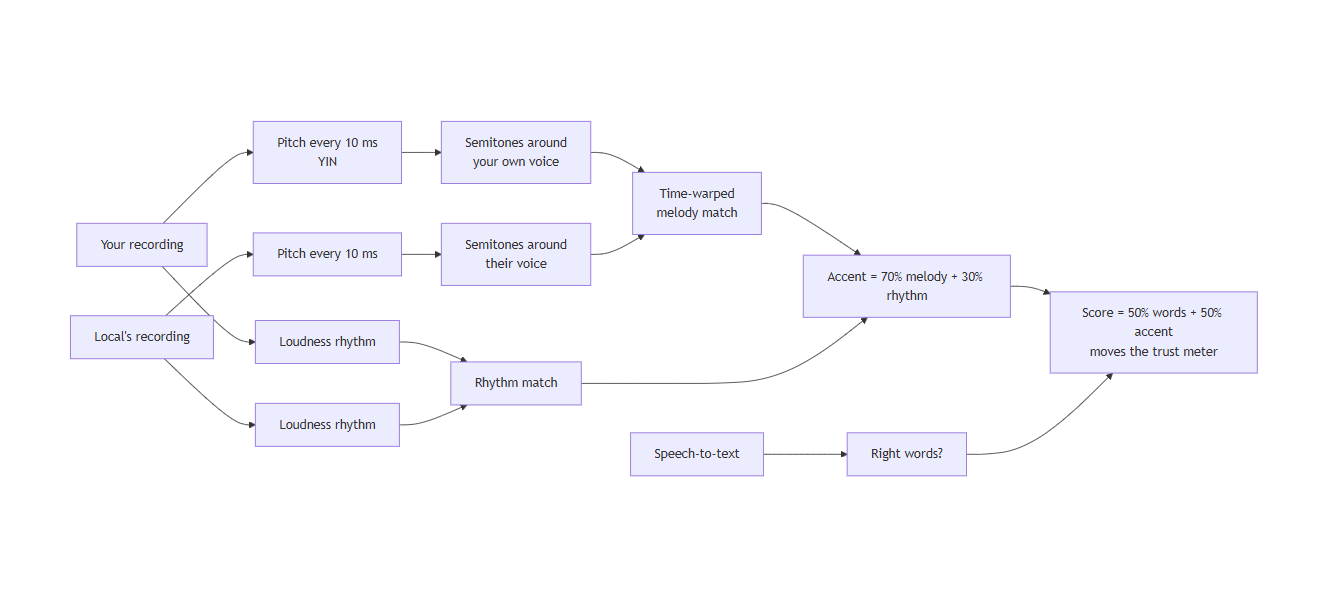 Pitch every 10 ms
YIN
Semitones around
your own voice
Time-warped
melody match
Your recording
Pitch every 10 ms
Semitones around
their voice
Accent = 70% melody + 30%
rhythm
Local's recording
Loudness rhythm
Score = 50% words + 50%
accent
moves the trust meter
Rhythm match
Loudness rhythm
Speech-to-text
Right words?